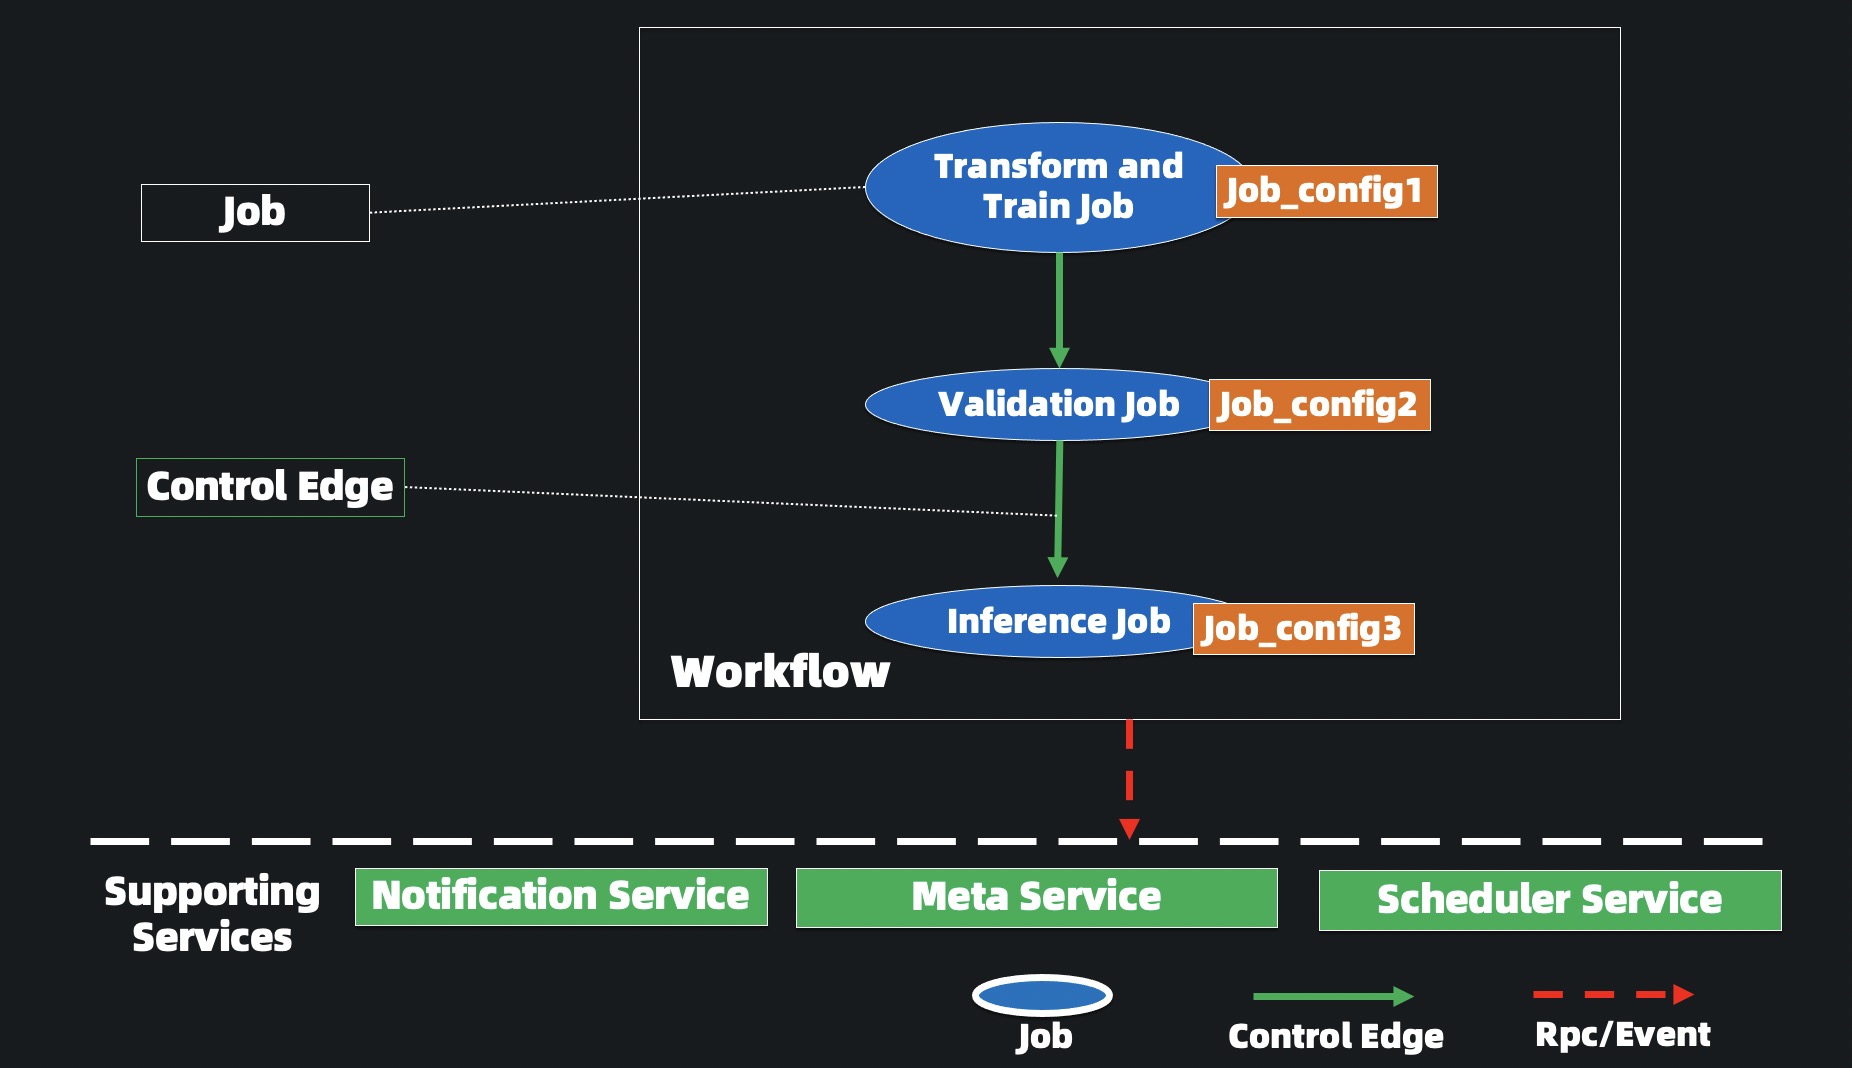 Transform and
Train Job
Job_config1
Job
Validation Job
Job_config2
Control Edge
Inference Job
Job_config3
Workflow
Supporting
Services
Notification Service
Meta Service
Scheduler Service
Job
Control Edge
Rpc/Event